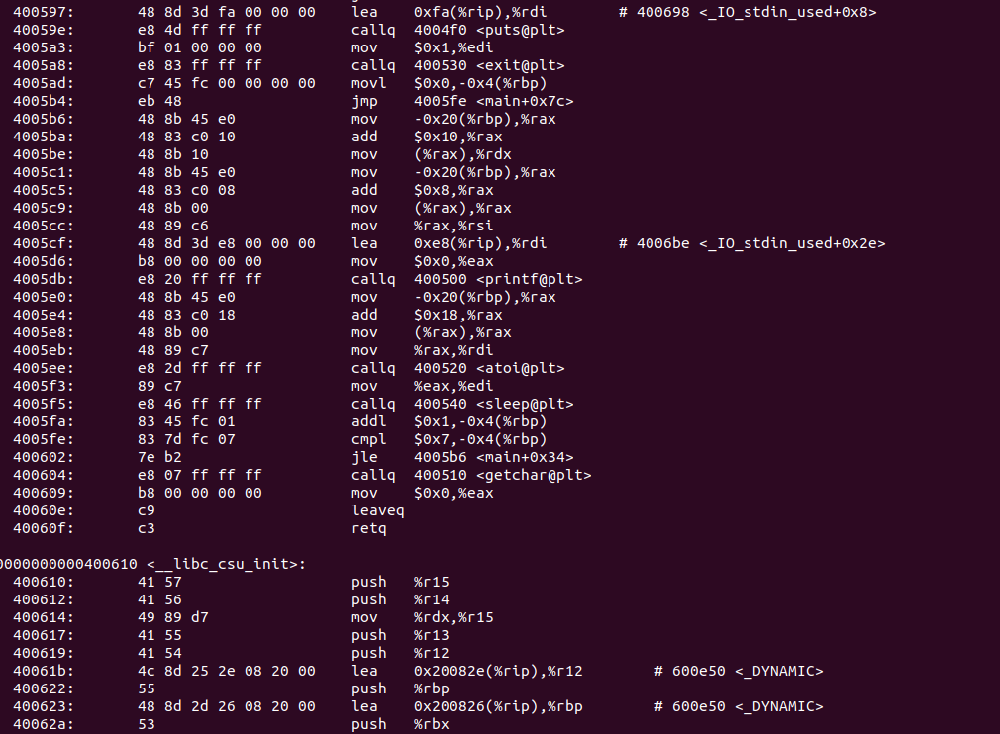 400597: 48 8d 3d fa 00 00 00 lea 0xfa(%rip),%rdi # 400698 <_IO_stdin_used+0x8>
40059e: e8 4d ff ff ff callq 4004f0 <puts@plt>
4005a3: bf 01 00 00 00 mov $0x1,%edi
4005a8: e8 83 ff ff ff callq 400530 <exit@plt>
4005ad: c7 45 fc 00 00 00 00 movl $0x0,-0x4(%rbp)
4005b4: eb 48 jmp 4005fe <main+0x7c>
4005b6: 48 8b 45 e0 mov -0x20(%rbp),%rax
4005ba: 48 83 c0 10 add $0x10,%rax
4005be: 48 8b 10 mov (%rax),%rdx
4005c1: 48 8b 45 e0 mov -0x20(%rbp),%rax
4005c5: 48 83 c0 08 add $0x8,%rax
4005c9: 48 8b 00 mov (%rax),%rax
4005cc: 48 89 c6 mov %rax,%rsi
4005cf: 48 8d 3d e8 00 00 00 lea 0xe8(%rip),%rdi # 4006be <_IO_stdin_used+0x2e>
4005d6: b8 00 00 00 00 mov $0x0,%eax
4005db: e8 20 ff ff ff callq 400500 <printf@plt>
4005e0: 48 8b 45 e0 mov -0x20(%rbp),%rax
4005e4: 48 83 c0 18 add $0x18,%rax
4005e8: 48 8b 00 mov (%rax),%rax
4005eb: 48 89 c7 mov %rax,%rdi
4005ee: e8 2d ff ff ff callq 400520 <atoi@plt>
4005f3: 89 c7 mov %eax,%edi
4005f5: e8 46 ff ff ff callq 400540 <sleep@plt>
4005fa: 83 45 fc 01 addl $0x1,-0x4(%rbp)
4005fe: 83 7d fc 07 cmpl $0x7,-0x4(%rbp)
400602: 7e b2 jle 4005b6 <main+0x34>
400604: e8 07 ff ff ff callq 400510 <getchar@plt>
400609: b8 00 00 00 00 mov $0x0,%eax
40060e: c9 leaveq
40060f: c3 retq
0000000000400610 <__libc_csu_init>:
400610: 41 57 push %r15
400612: 41 56 push %r14
400614: 49 89 d7 mov %rdx,%r15
400617: 41 55 push %r13
400619: 41 54 push %r12
40061b: 4c 8d 25 2e 08 20 00 lea 0x20082e(%rip),%r12 # 600e50 <_DYNAMIC>
400622: 55 push %rbp
400623: 48 8d 2d 26 08 20 00 lea 0x200826(%rip),%rbp # 600e50 <_DYNAMIC>
40062a: 53 push %rbx